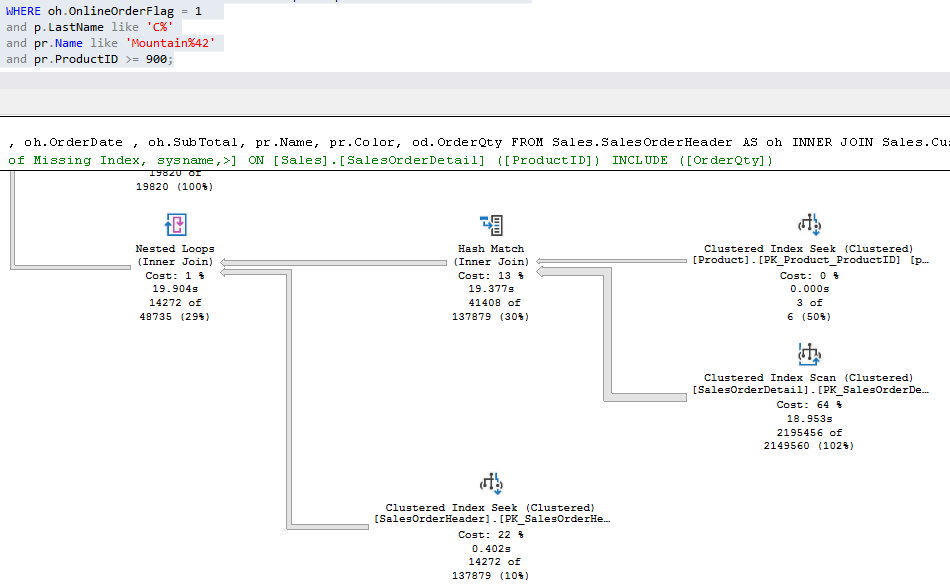 WHERE oh.OnlineOrderFlag = 1
and p.LastName like 'C%'
and pr.Name like 'Mountain%42'
and pr.ProductID >= 900;
, oh.OrderDate , oh.SubTotal, pr.Name, pr.Color, od.OrderQty FROM Sales.SalesOrderHeader AS oh INNER JOIN Sales.Cus
of Missing Index, sysname,>] ON [Sales].[SalesOrderDetail] ([ProductID]) INCLUDE ([OrderQty])
19820 of
19820 (100%)
Nested Loops
(Inner Join)
Cost: 1 %
19.904s
14272 of
48735 (29%)
Hash Match
(Inner Join)
Cost: 13 %
19.377s
41408 of
137879 (30%)
Clustered Index Seek (Clustered)
[Product].[PK_Product_ProductID] [p…
Cost: 0 %
0.000s
3 of
6 (50%)
Clustered Index Scan (Clustered)
[SalesOrderDetail].[PK_SalesOrderDe…
Cost: 64 %
18.953s
2195456 of
2149560 (102%)
Clustered Index Seek (Clustered)
[SalesOrderHeader].[PK_SalesOrderHe…
Cost: 22 %
0.402s
14272 of
137879 (10%)